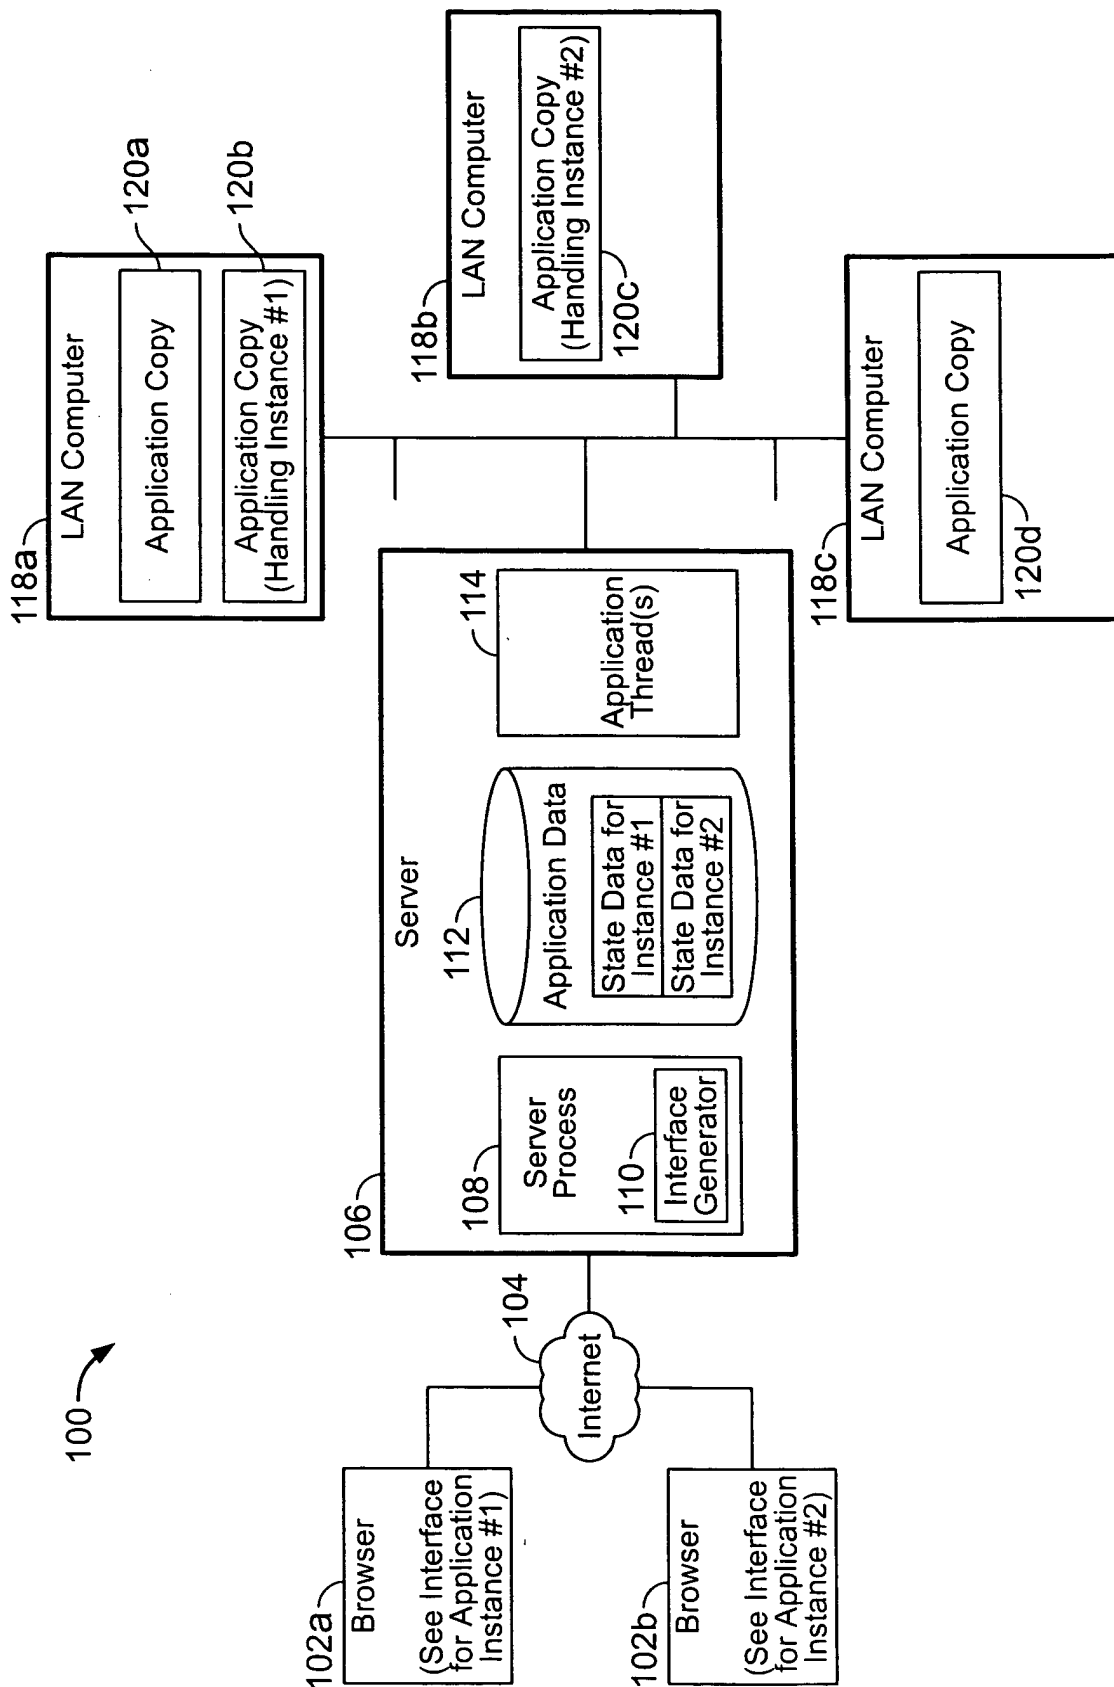 100
102a
Browser
(See Interface
for Application
Instance #1)
102b
Browser
(See Interface
for Application
Instance #2)
104
Internet
106
Server
108
Server
Process
110
Interface
Generator
112
Application Data
State Data for
Instance #1
State Data for
Instance #2
114
Application
Thread(s)
118a
LAN Computer
Application Copy
120a
Application Copy
(Handling Instance #1)
120b
118b
LAN Computer
Application Copy
(Handling Instance #2)
120c
118c
LAN Computer
Application Copy
120d